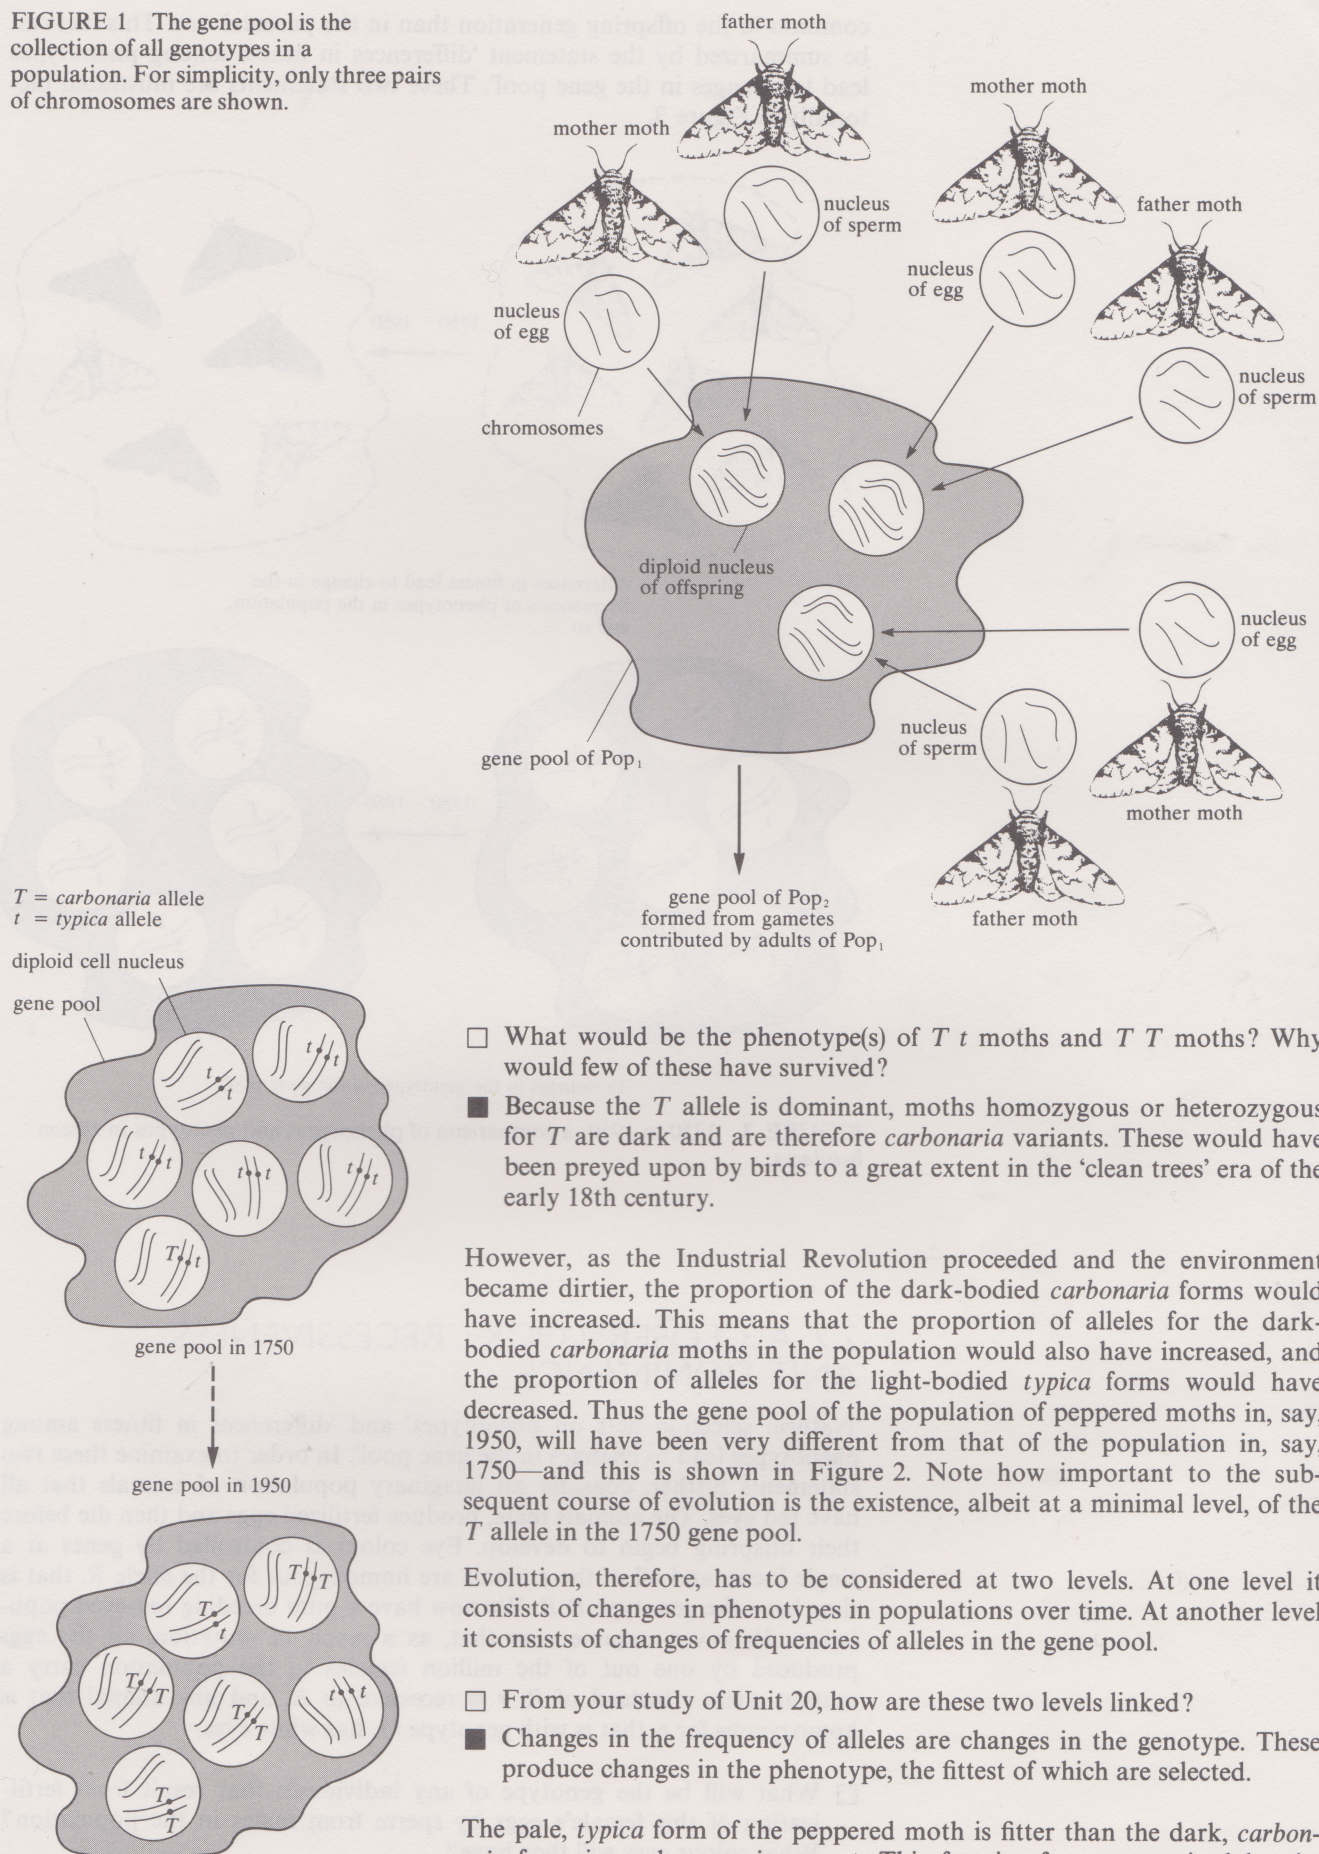 FIGURE 1 The gene pool is the
collection of all genotypes in a
population. For simplicity, only three pairs
of chromosomes are shown.
father moth
mother moth
mother moth
father moth
nucleus
of sperm
nucleus
of egg
nucleus
of egg
nucleus
of sperm
chromosomes
diploid nucleus
of offspring
nucleus
of egg
nucleus
of sperm
gene pool of Pop₁
mother moth
father moth
gene pool of Pop₂
formed from gametes
contributed by adults of Pop₁
T = carbonaria allele
t = typica allele
diploid cell nucleus
gene pool
t t
t t
t t
t t
t t
T t
gene pool in 1750
gene pool in 1950
T T
T t
T T
T T
t t
T T
□ What would be the phenotype(s) of T t moths and T T moths? Why
would few of these have survived?
■ Because the T allele is dominant, moths homozygous or heterozygous
for T are dark and are therefore carbonaria variants. These would have
been preyed upon by birds to a great extent in the ‘clean trees’ era of the
early 18th century.
However, as the Industrial Revolution proceeded and the environment
became dirtier, the proportion of the dark-bodied carbonaria forms would
have increased. This means that the proportion of alleles for the dark-
bodied carbonaria moths in the population would also have increased, and
the proportion of alleles for the light-bodied typica forms would have
decreased. Thus the gene pool of the population of peppered moths in, say,
1950, will have been very different from that of the population in, say,
1750—and this is shown in Figure 2. Note how important to the sub-
sequent course of evolution is the existence, albeit at a minimal level, of the
T allele in the 1750 gene pool.
Evolution, therefore, has to be considered at two levels. At one level it
consists of changes in phenotypes in populations over time. At another level
it consists of changes of frequencies of alleles in the gene pool.
□ From your study of Unit 20, how are these two levels linked?
■ Changes in the frequency of alleles are changes in the genotype. These
produce changes in the phenotype, the fittest of which are selected.
The pale, typica form of the peppered moth is fitter than the dark, carbon-